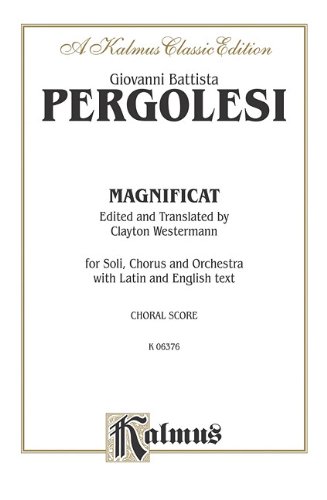 A Kalmus Classic Edition
Giovanni Battista
PERGOLESI
MAGNIFICAT
Edited and Translated by
Clayton Westermann
for Soli, Chorus and Orchestra
with Latin and English text
CHORAL SCORE
K 06376
Kalmus